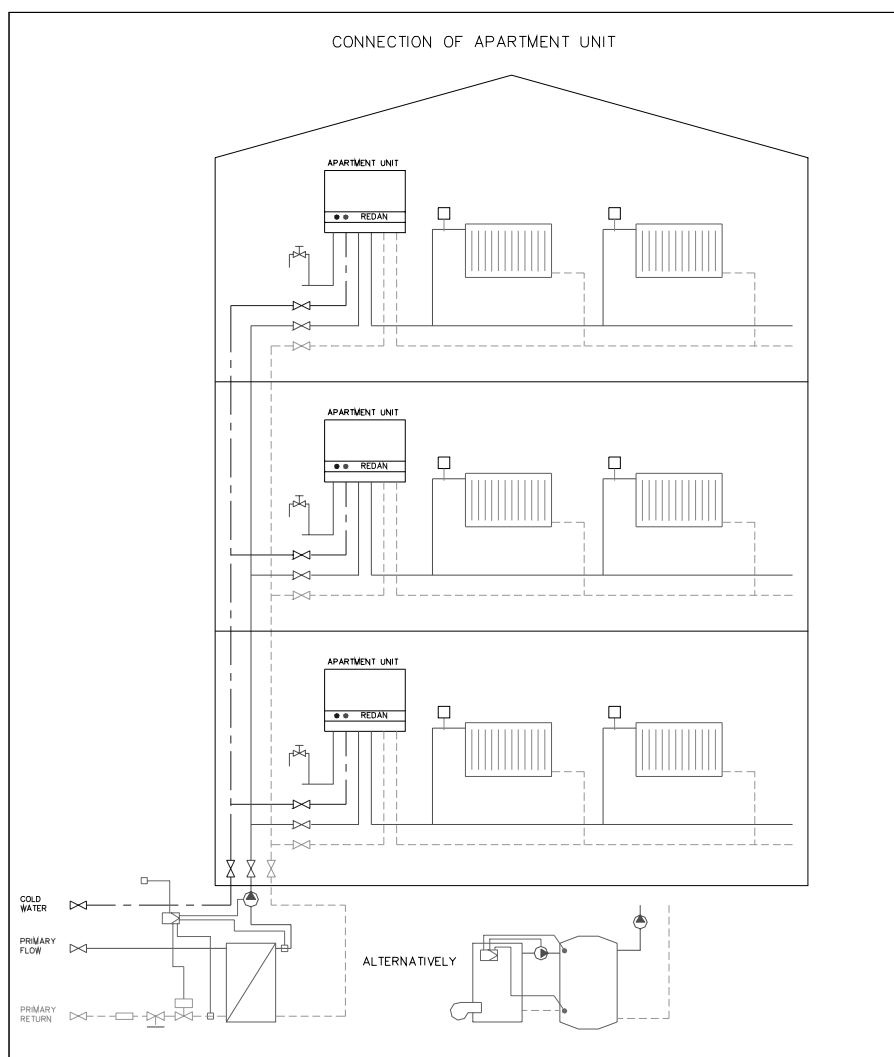 CONNECTION OF APARTMENT UNIT
APARTMENT UNIT
REDAN
APARTMENT UNIT
REDAN
APARTMENT UNIT
REDAN
COLD
WATER
PRIMARY
FLOW
ALTERNATIVELY
PRIMARY
RETURN